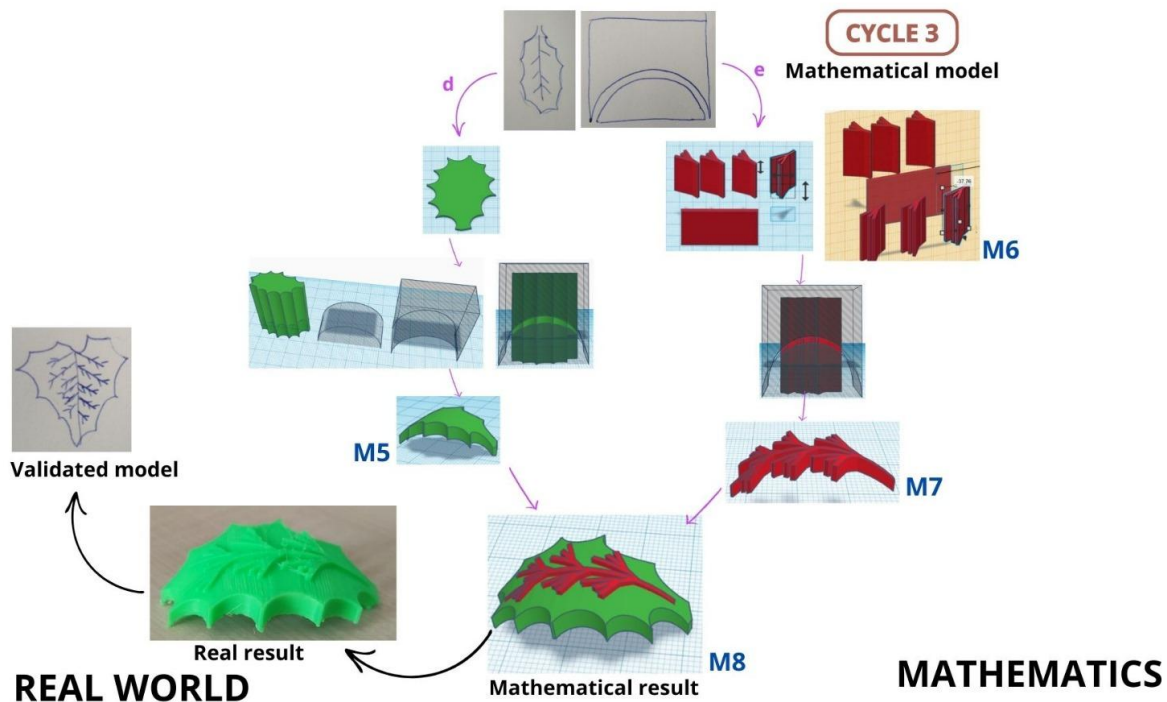 CYCLE 3
Mathematical model
d
e
M6
M5
M7
Validated model
Real result
M8
Mathematical result
REAL WORLD
MATHEMATICS